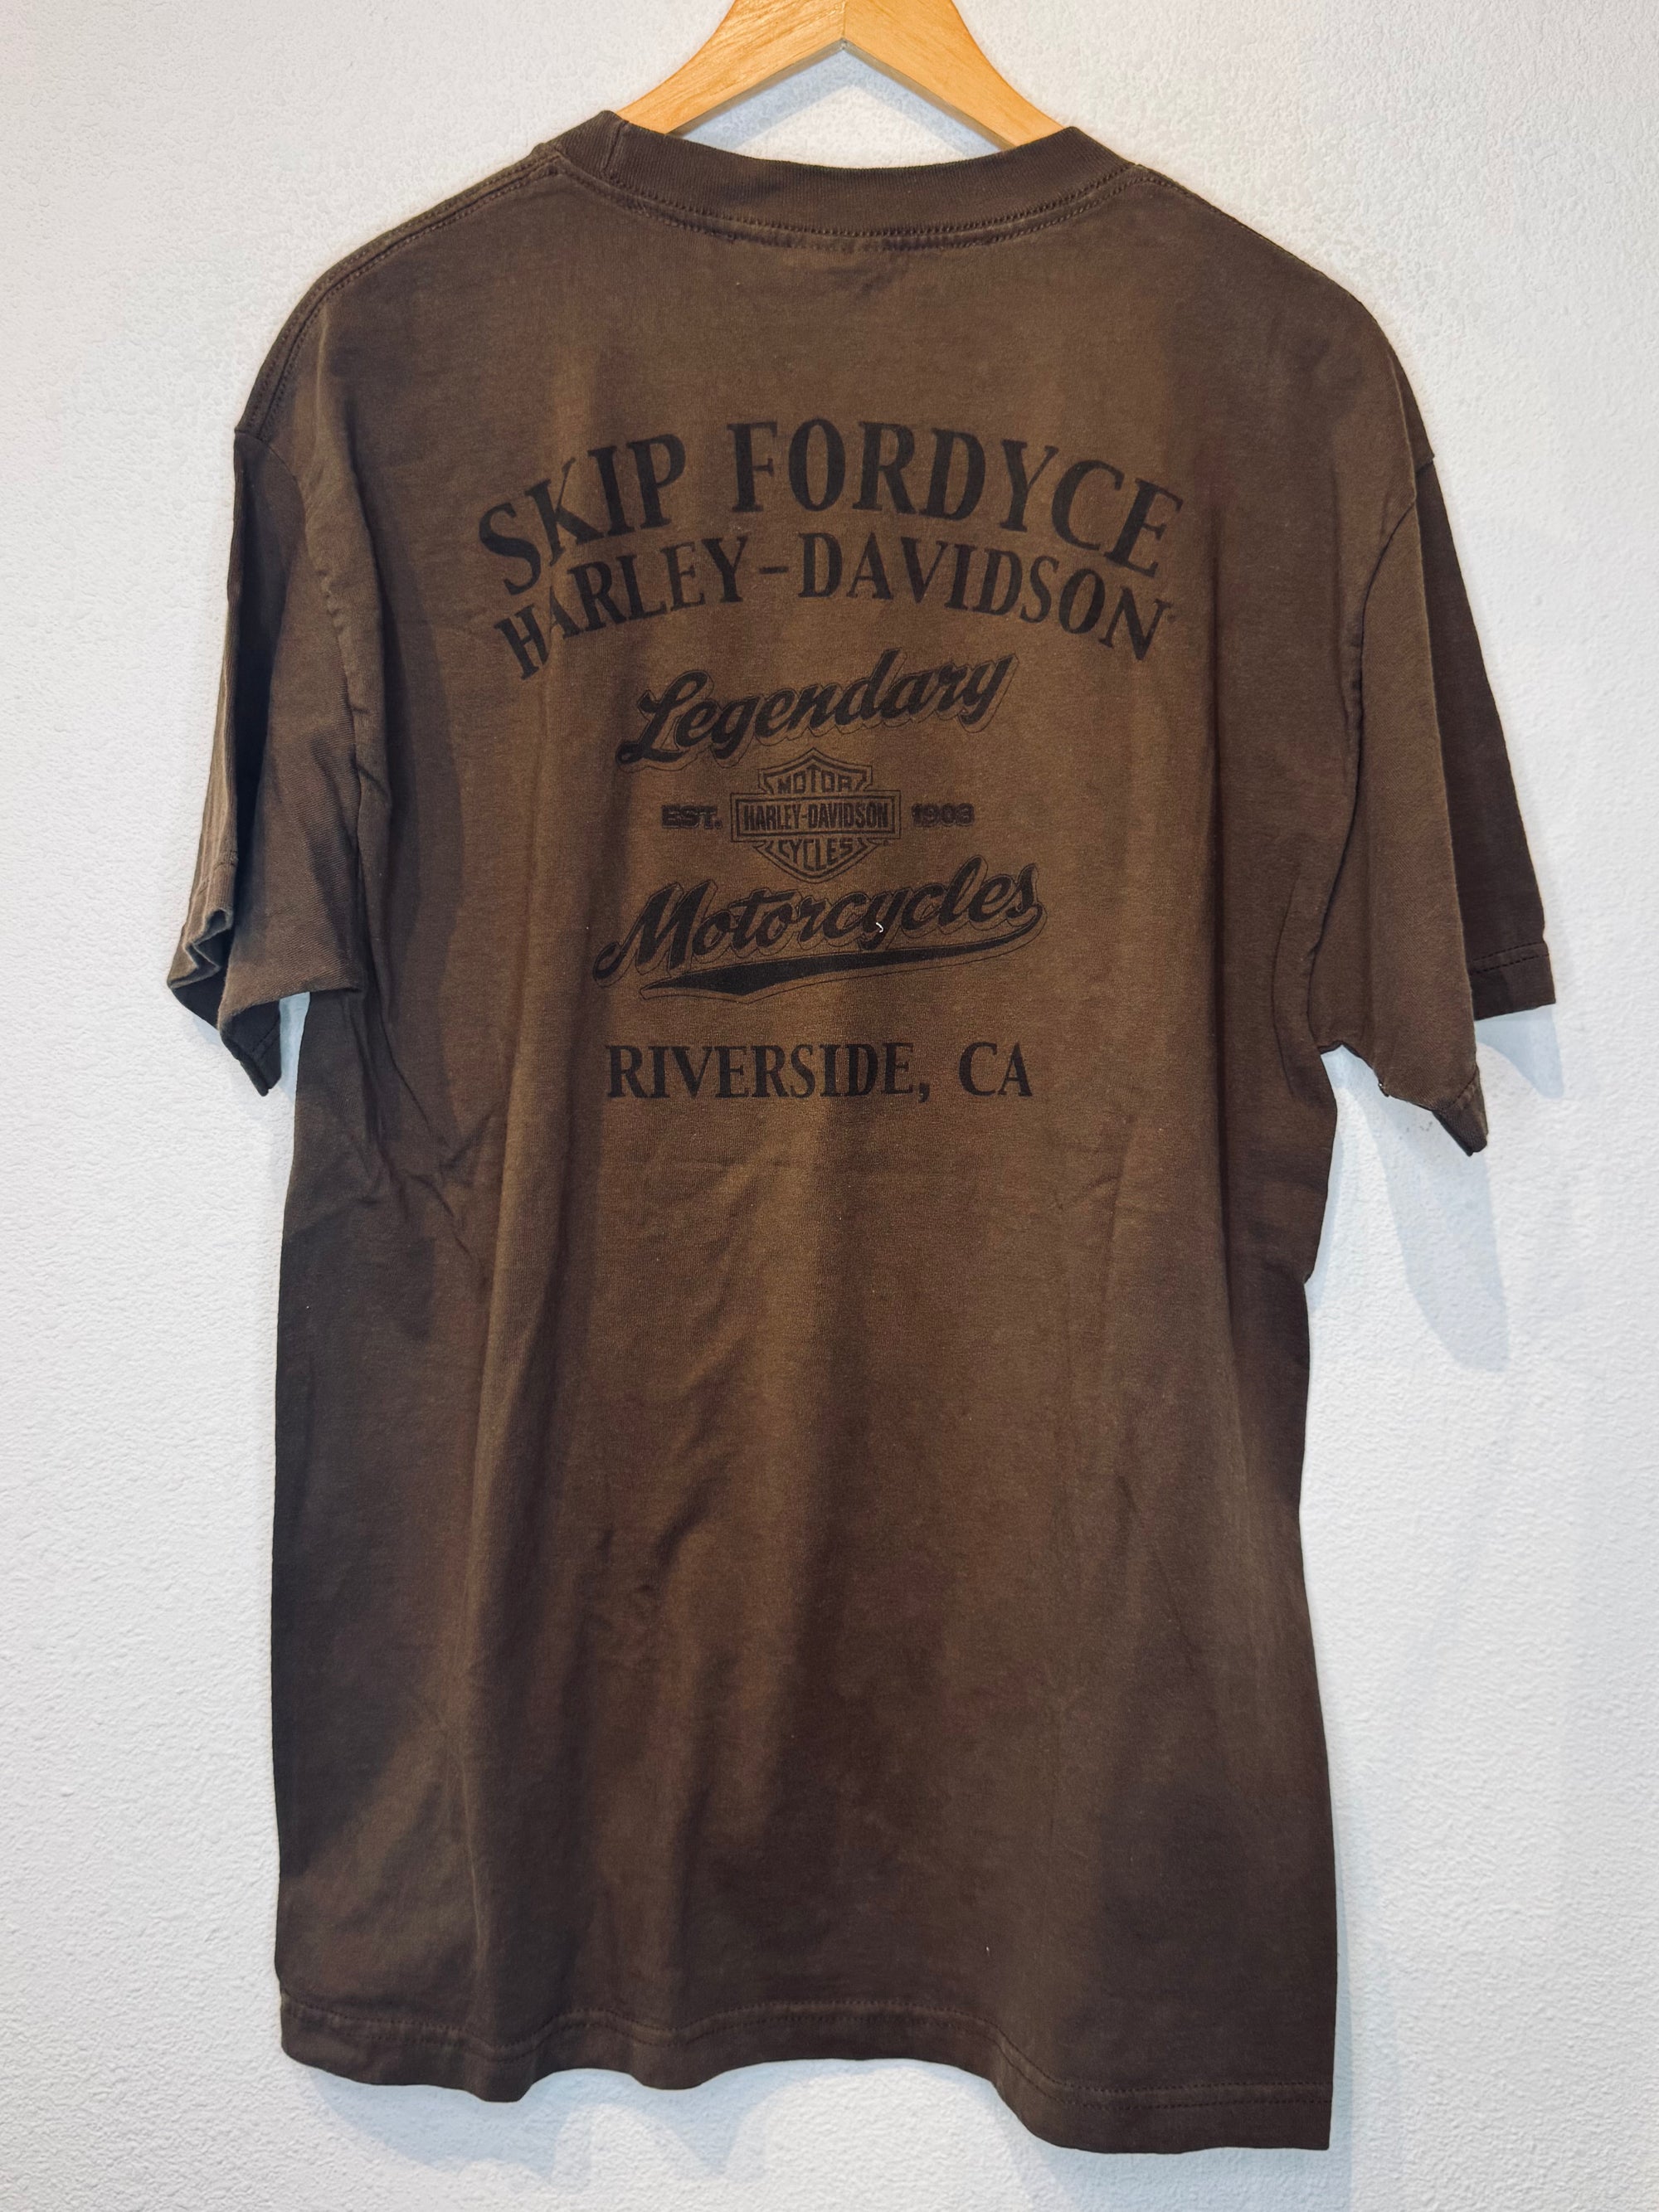 SKIP FORDYCE
HARLEY-DAVIDSON
Legendary
MOTOR
EST. HARLEY-DAVIDSON 1903
CYCLES
Motorcycles
RIVERSIDE, CA